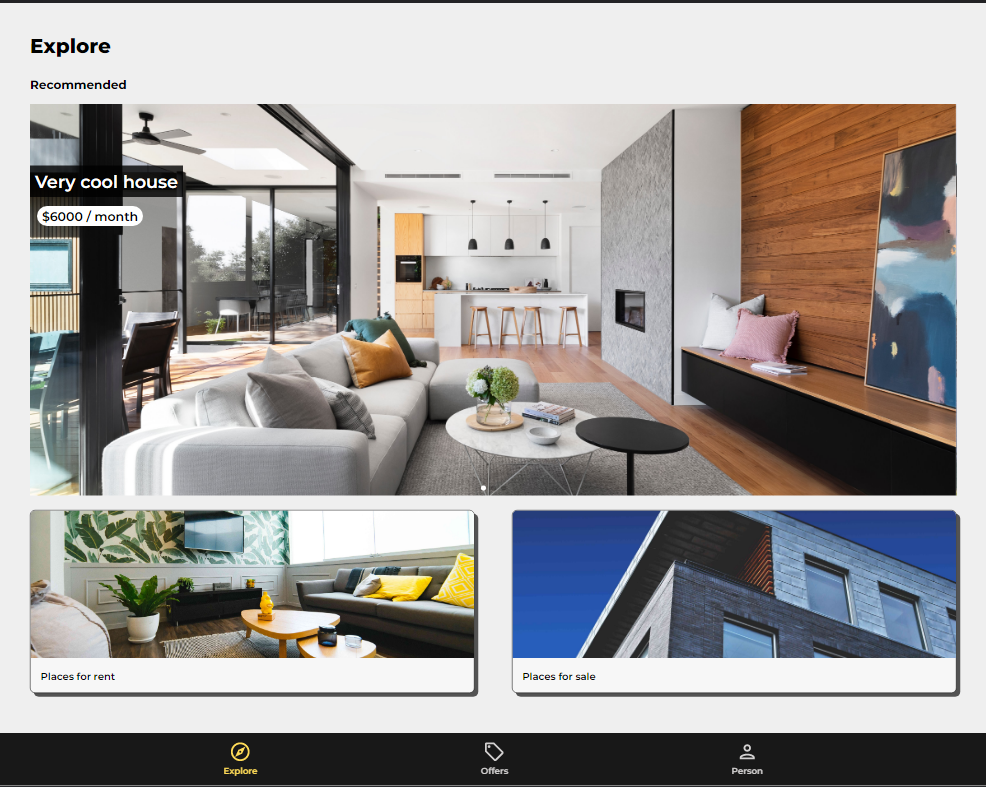 Explore
Recommended
Very cool house
$6000 / month
Places for rent
Places for sale
Explore
Offers
Person